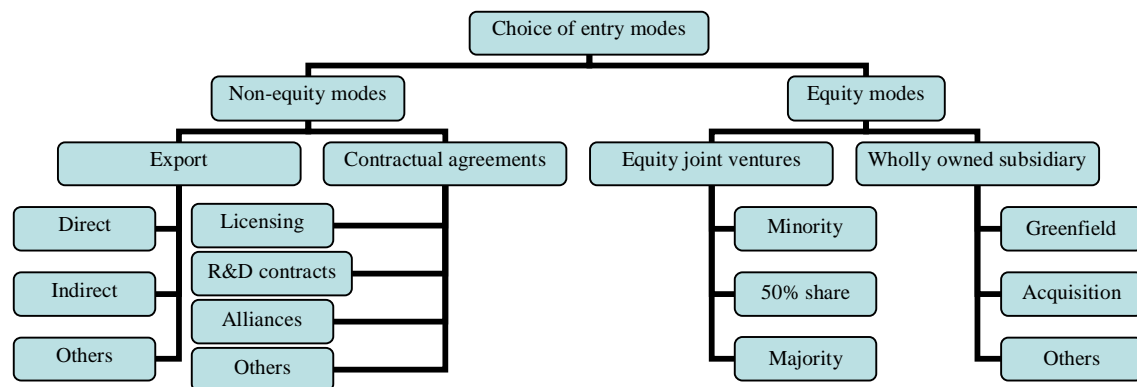 Choice of entry modes
Non-equity modes
Equity modes
Export
Contractual agreements
Equity joint ventures
Wholly owned subsidiary
Direct
Indirect
Others
Licensing
R&D contracts
Alliances
Others
Minority
50% share
Majority
Greenfield
Acquisition
Others